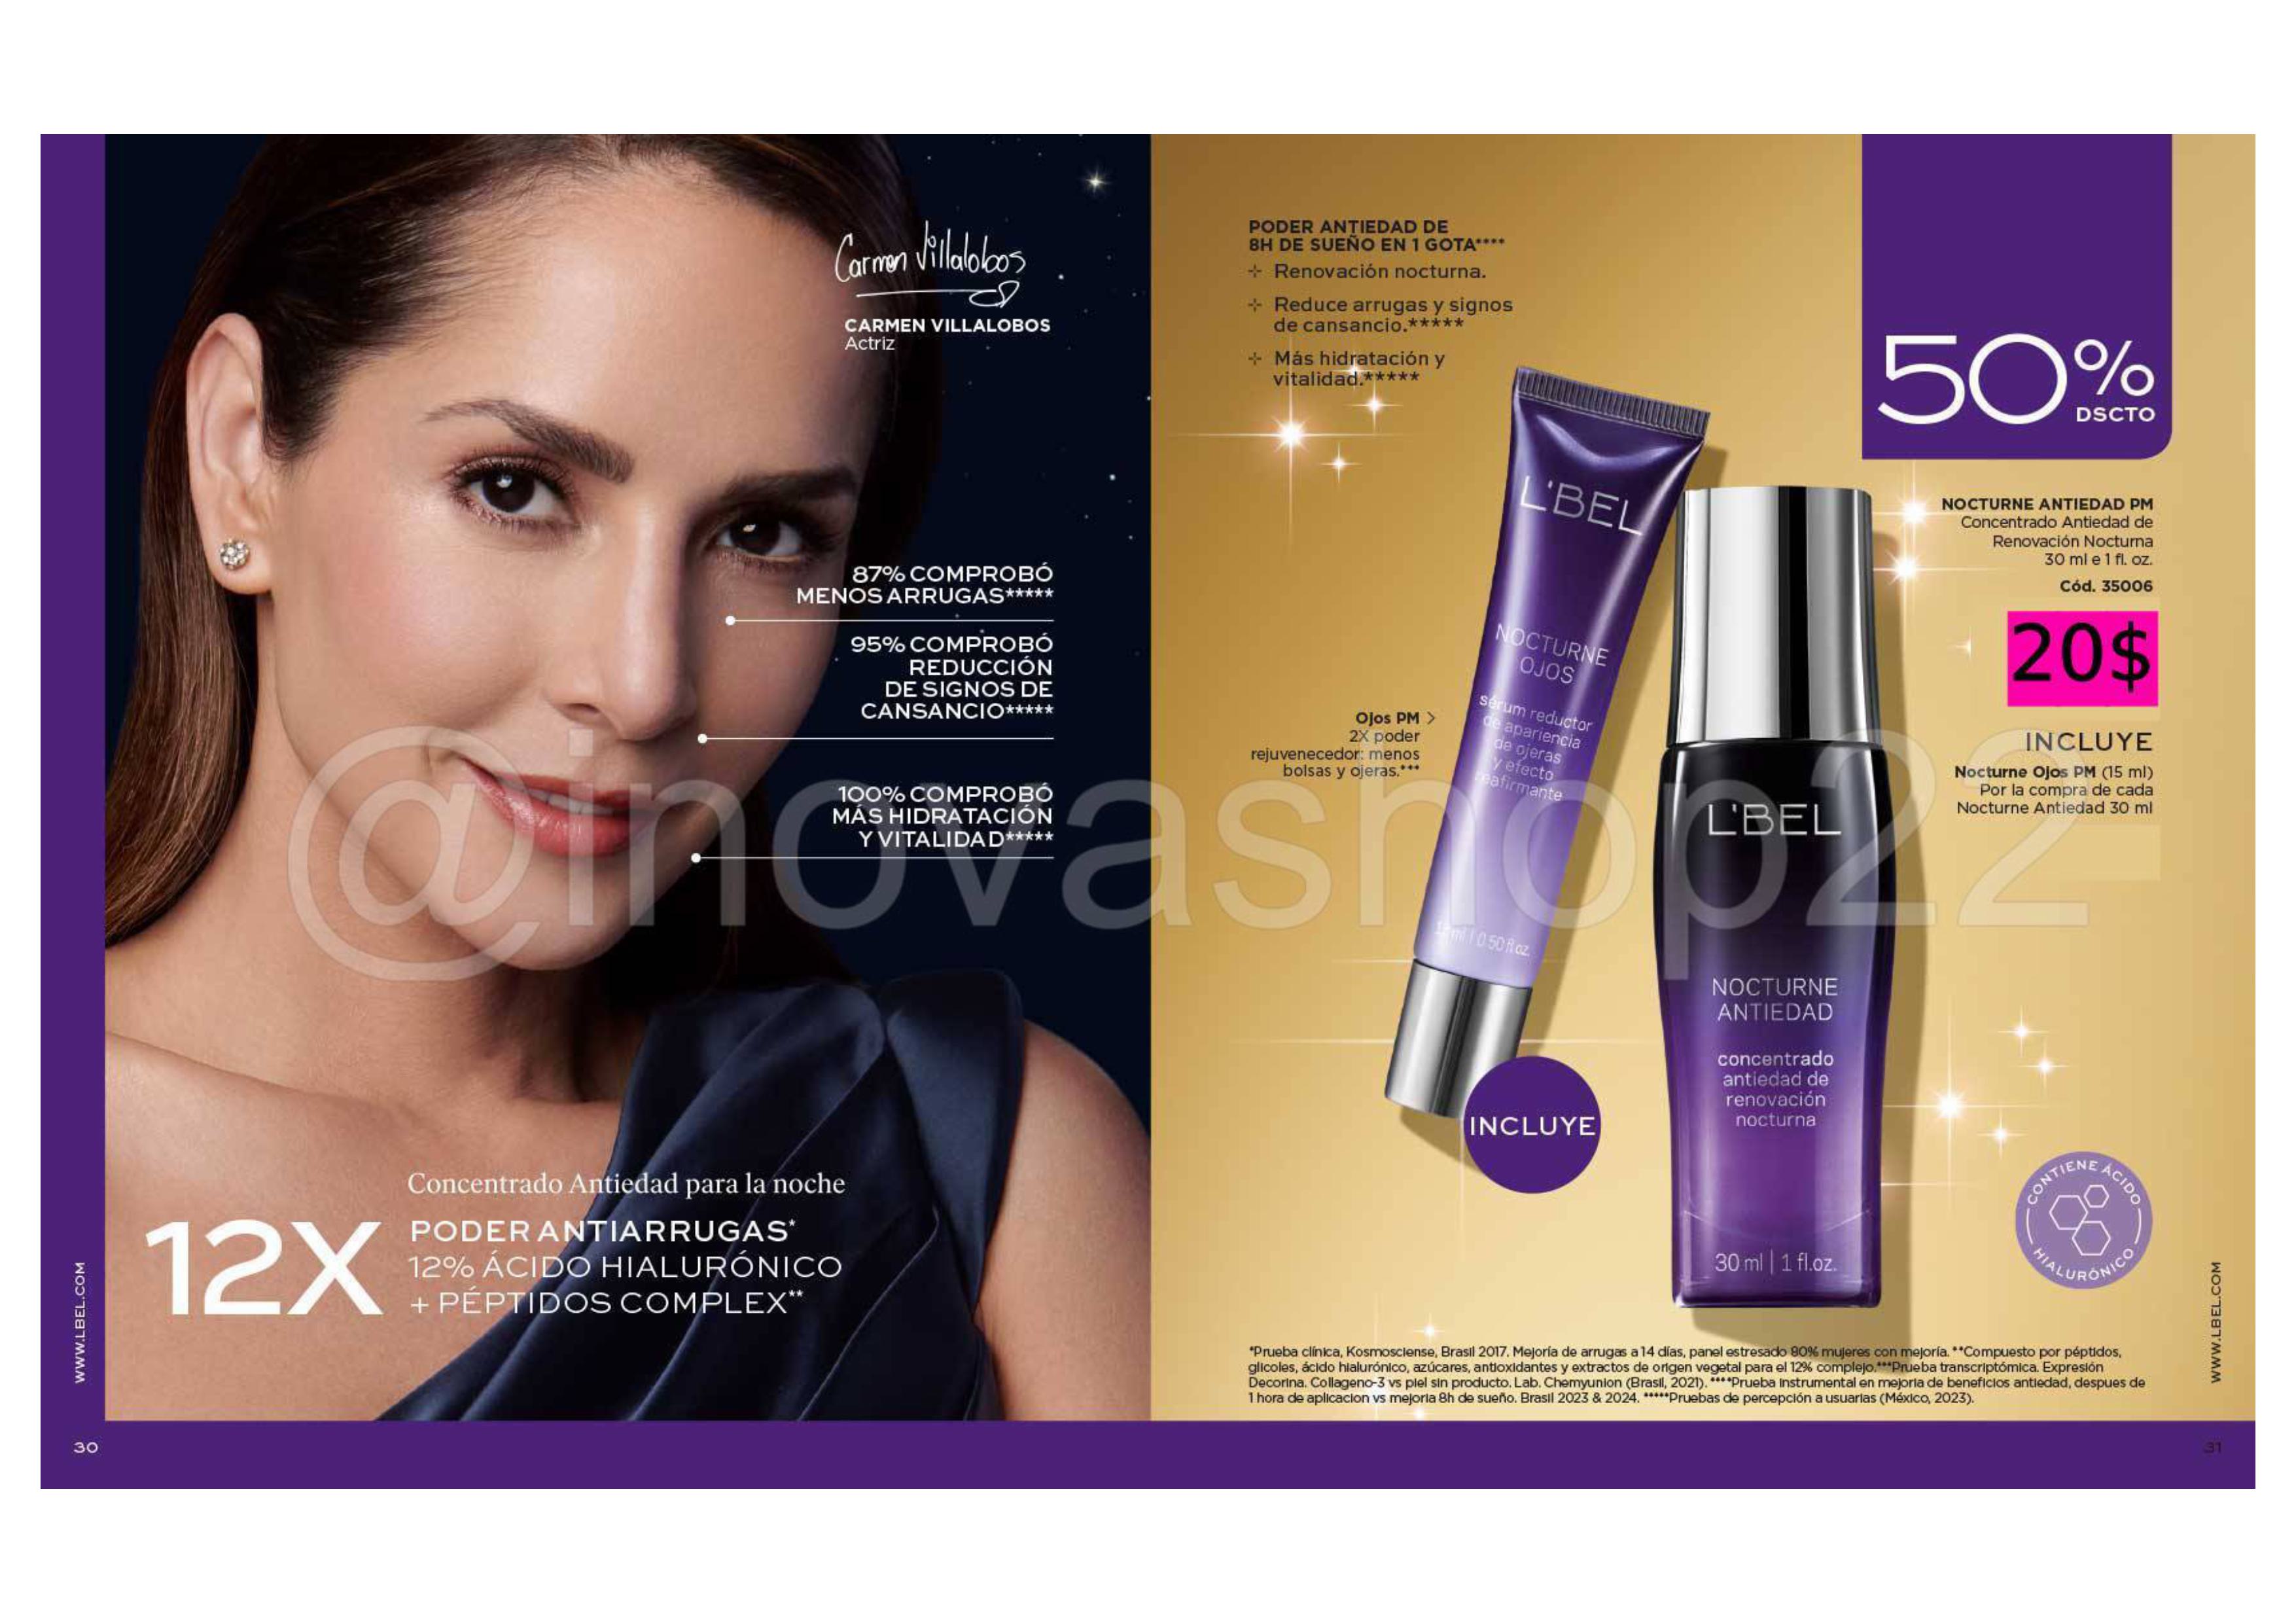 Carmen Villalobos
CARMEN VILLALOBOS
Actriz
87% COMPROBÓ
MENOS ARRUGAS*****
95% COMPROBÓ
REDUCCIÓN
DE SIGNOS DE
CANSANCIO*****
100% COMPROBÓ
MÁS HIDRATACIÓN
Y VITALIDAD*****
Concentrado Antiedad para la noche
12X
PODER ANTIARRUGAS*
12% ÁCIDO HIALURÓNICO
+ PÉPTIDOS COMPLEX**
WWW.LBEL.COM
30
@inovashop22
PODER ANTIEDAD DE
8H DE SUEÑO EN 1 GOTA****
Renovación nocturna.
Reduce arrugas y signos
de cansancio.*****
Más hidratación y
vitalidad.*****
50%
DSCTO
NOCTURNE ANTIEDAD PM
Concentrado Antiedad de
Renovación Nocturna
30 ml e 1 fl. oz.
Cód. 35006
20$
INCLUYE
Nocturne Ojos PM (15 ml)
Por la compra de cada
Nocturne Antiedad 30 ml
Ojos PM >
2X poder
rejuvenecedor: menos
bolsas y ojeras.***
L'BEL
NOCTURNE
OJOS
sérum reductor
de apariencia
de ojeras
y efecto
reafirmante
15 ml | 0.50 fl.oz.
INCLUYE
L'BEL
NOCTURNE
ANTIEDAD
concentrado
antiedad de
renovación
nocturna
30 ml | 1 fl.oz.
CONTIENE ÁCIDO
HIALURÓNICO
*Prueba clínica, Kosmosciense, Brasil 2017. Mejoría de arrugas a 14 días, panel estresado 80% mujeres con mejoría. **Compuesto por péptidos,
glicoles, ácido hialurónico, azúcares, antioxidantes y extractos de origen vegetal para el 12% complejo.***Prueba transcriptómica. Expresión
Decorina. Collageno-3 vs piel sin producto. Lab. Chemyunion (Brasil, 2021). ****Prueba instrumental en mejoria de beneficios antiedad, despues de
1 hora de aplicacion vs mejoria 8h de sueño. Brasil 2023 & 2024. *****Pruebas de percepción a usuarias (México, 2023).
WWW.LBEL.COM
31